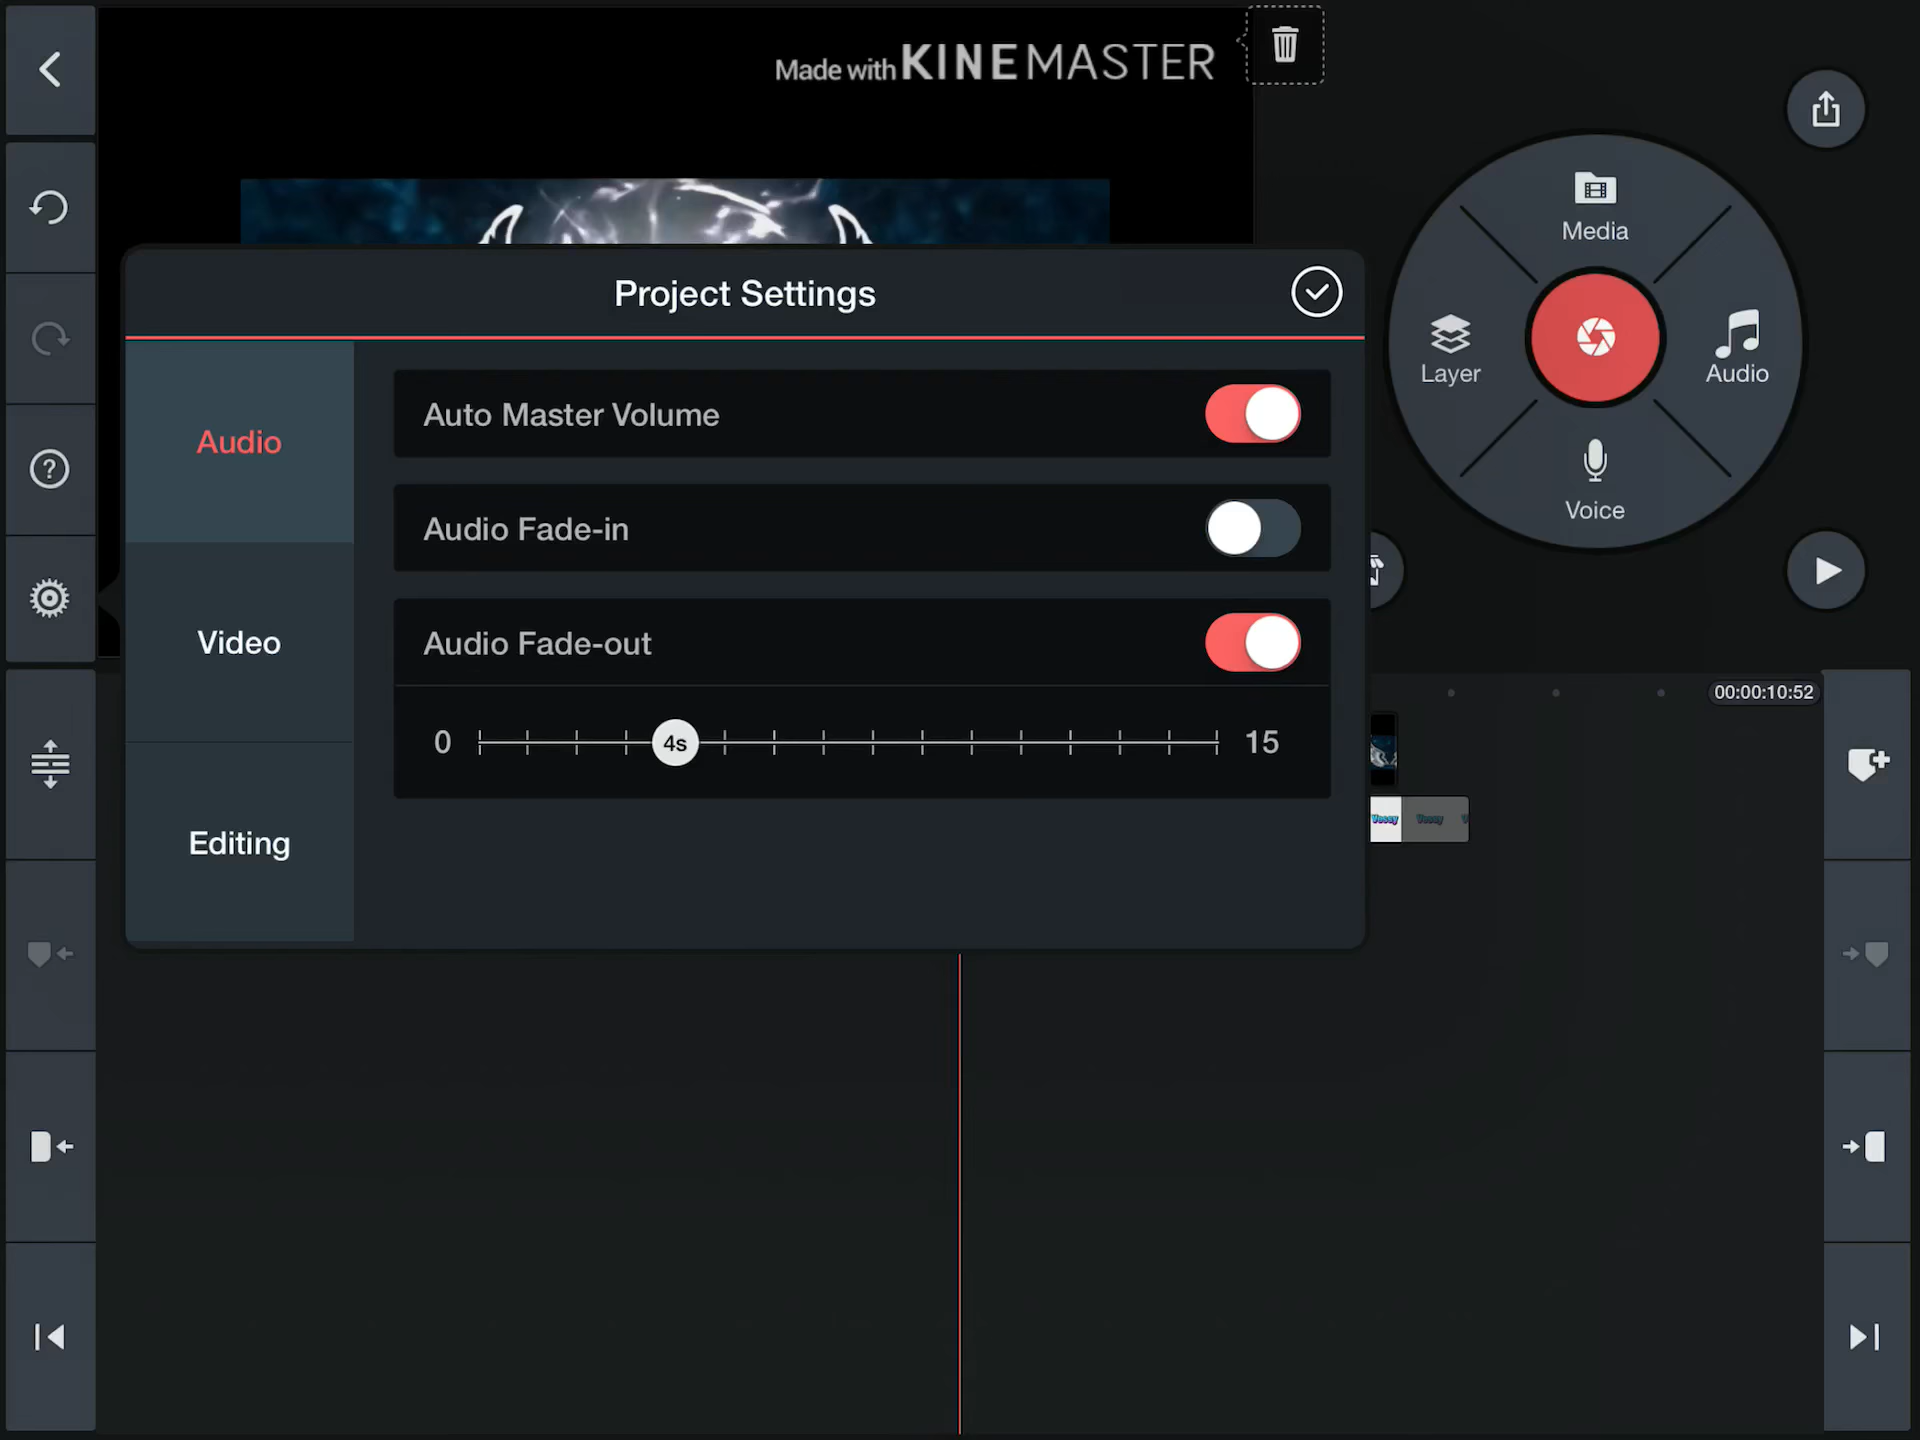 Made with KINEMASTER
Media
Layer
Audio
Voice
Project Settings
Audio
Video
Editing
Auto Master Volume
Audio Fade-in
Audio Fade-out
0
4s
15
00:00:10:52